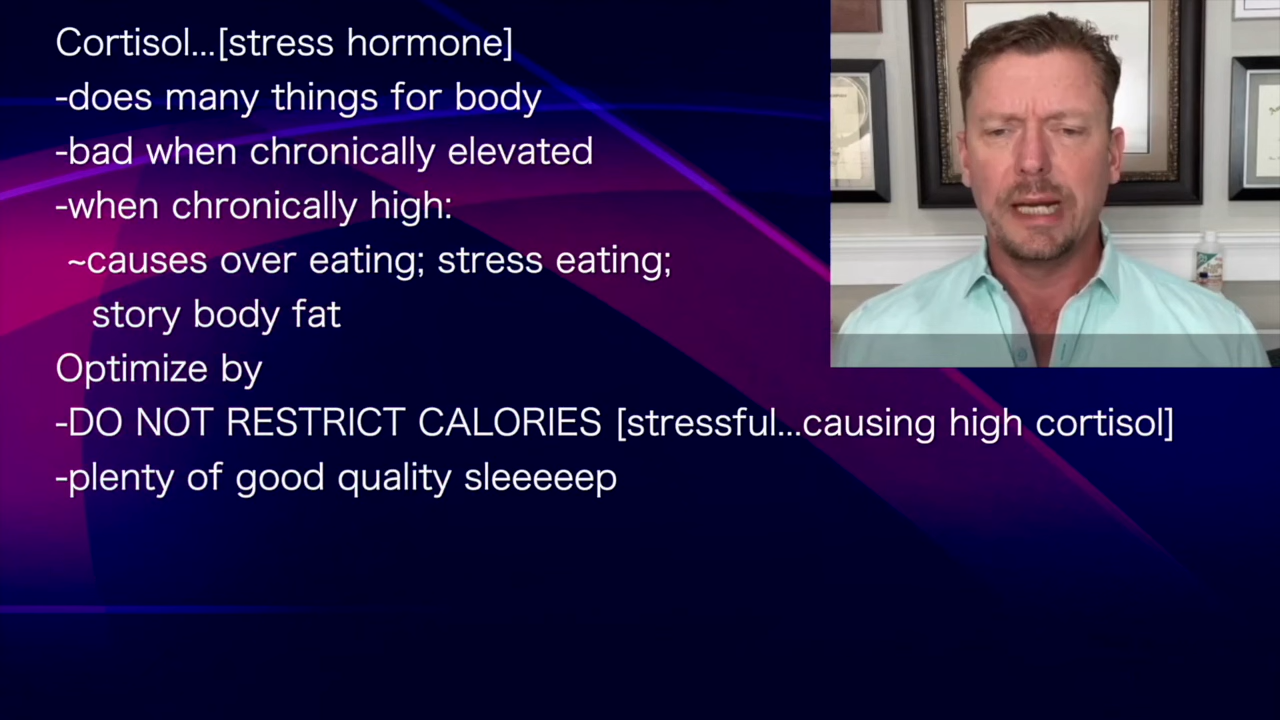 Cortisol...[stress hormone]
-does many things for body
-bad when chronically elevated
-when chronically high:
~causes over eating; stress eating;
story body fat
Optimize by
-DO NOT RESTRICT CALORIES [stressful...causing high cortisol]
-plenty of good quality sleeeeep